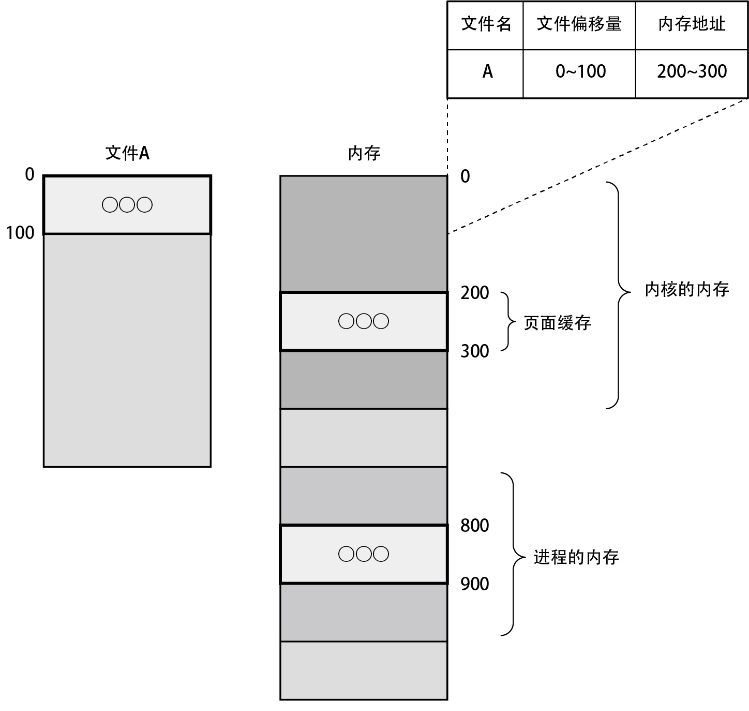 文件名 文件偏移量 内存地址
A 0~100 200~300
文件A
内存
0
○○○
100
0
200
○○○
300
页面缓存
内核的内存
800
○○○
900
进程的内存